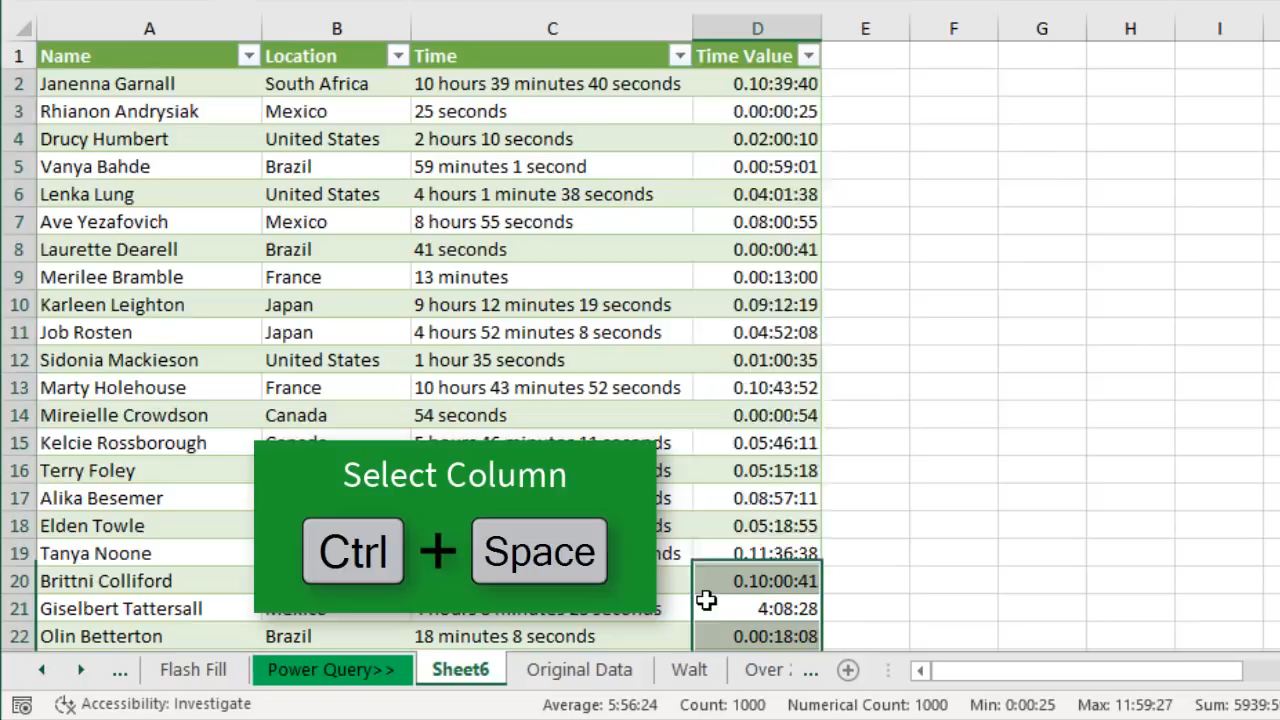 A B C D E F G H I
1 Name Location Time Time Value
2 Janenna Garnall South Africa 10 hours 39 minutes 40 seconds 0.10:39:40
3 Rhianon Andrysiak Mexico 25 seconds 0.00:00:25
4 Drucy Humbert United States 2 hours 10 seconds 0.02:00:10
5 Vanya Bahde Brazil 59 minutes 1 second 0.00:59:01
6 Lenka Lung United States 4 hours 1 minute 38 seconds 0.04:01:38
7 Ave Yezafovich Mexico 8 hours 55 seconds 0.08:00:55
8 Laurette Dearell Brazil 41 seconds 0.00:00:41
9 Merilee Bramble France 13 minutes 0.00:13:00
10 Karleen Leighton Japan 9 hours 12 minutes 19 seconds 0.09:12:19
11 Job Rosten Japan 4 hours 52 minutes 8 seconds 0.04:52:08
12 Sidonia Mackieson United States 1 hour 35 seconds 0.01:00:35
13 Marty Holehouse France 10 hours 43 minutes 52 seconds 0.10:43:52
14 Mireielle Crowdson Canada 54 seconds 0.00:00:54
15 Kelcie Rossborough 0.05:46:11
16 Terry Foley 0.05:15:18
17 Alika Besemer 0.08:57:11
18 Elden Towle 0.05:18:55
19 Tanya Noone 0.11:36:38
20 Brittni Colliford 0.10:00:41
21 Giselbert Tattersall 4:08:28
22 Olin Betterton Brazil 18 minutes 8 seconds 0.00:18:08
Select Column
Ctrl + Space
... Flash Fill Power Query>> Sheet6 Original Data Walt Over ...
Accessibility: Investigate Average: 5:56:24 Count: 1000 Numerical Count: 1000 Min: 0:00:25 Max: 11:59:27 Sum: 5939:5